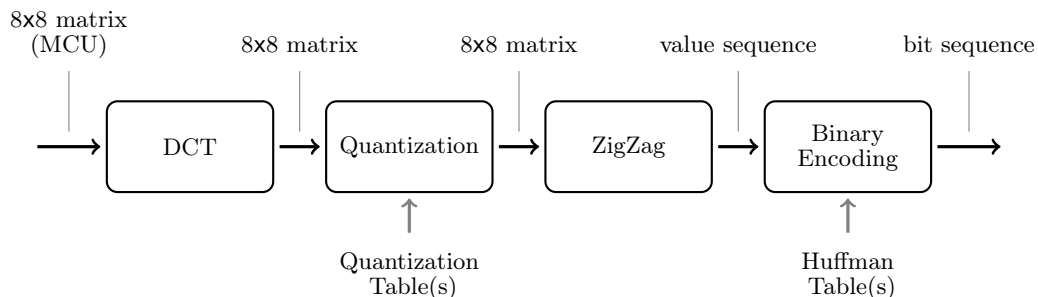 8x8 matrix
(MCU)
8x8 matrix
8x8 matrix
value sequence
bit sequence
DCT
Quantization
ZigZag
Binary
Encoding
Quantization
Table(s)
Huffman
Table(s)